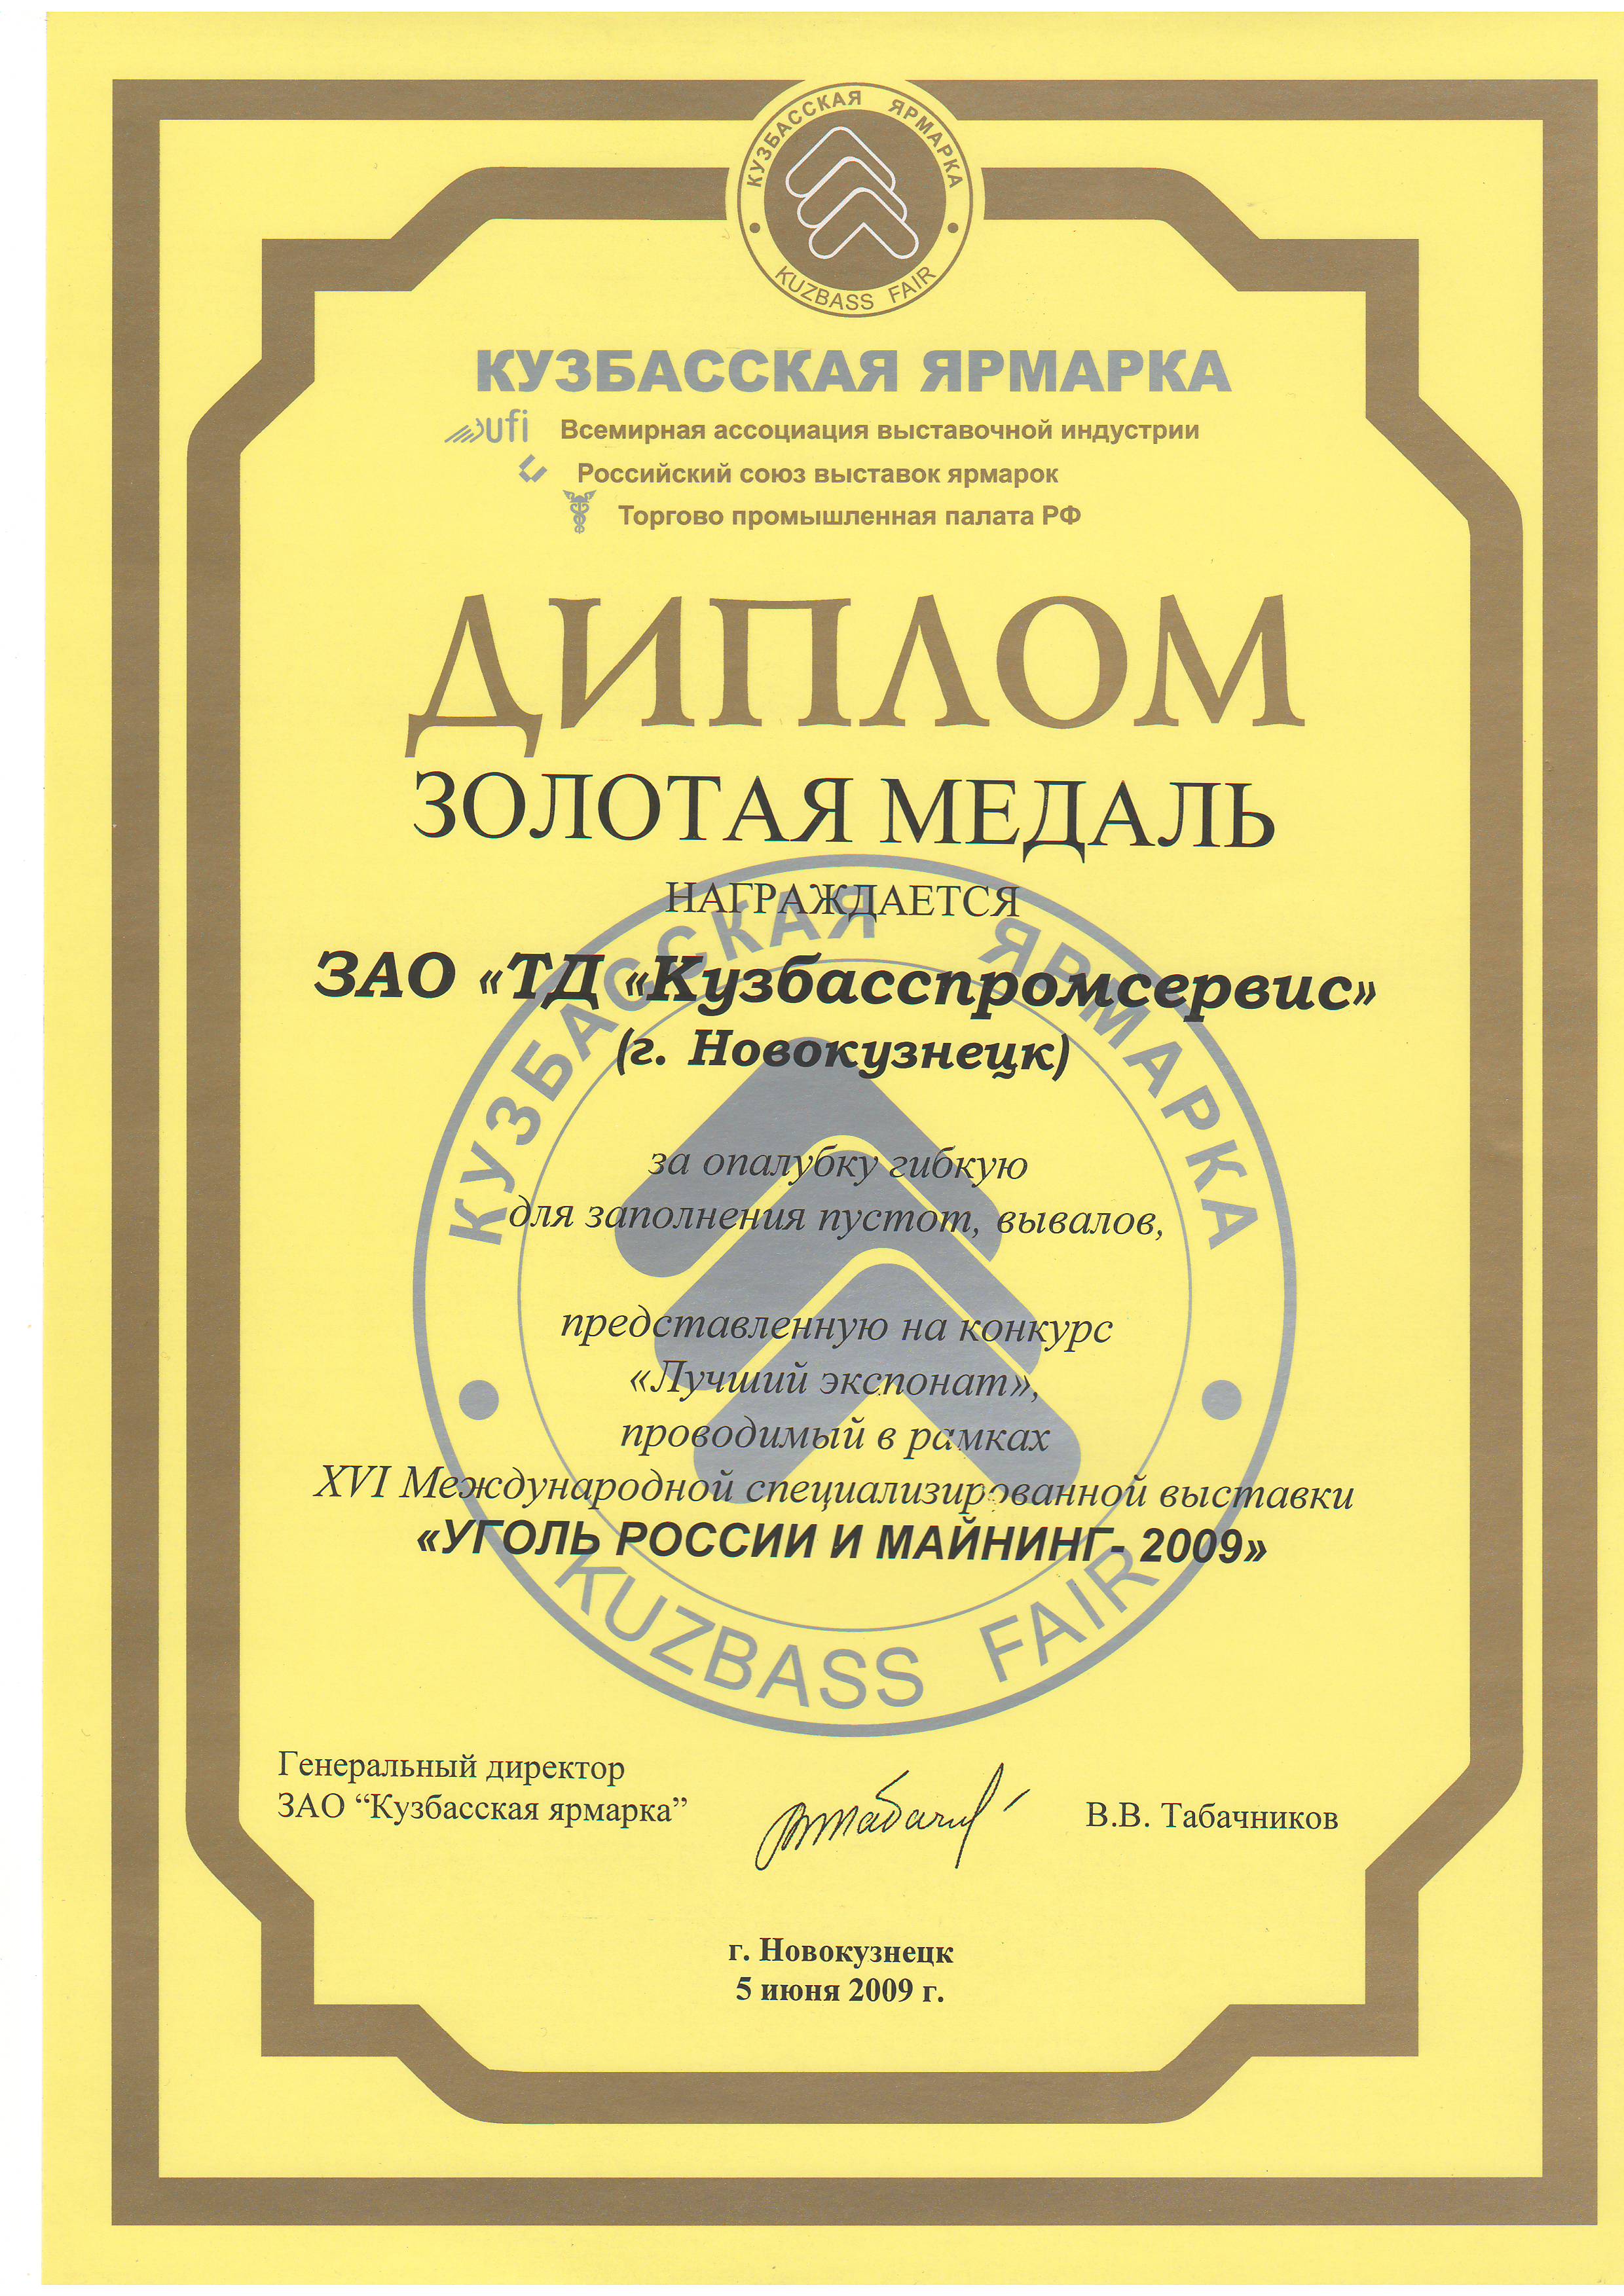 КУЗБАССКАЯ ЯРМАРКА
KUZBASS FAIR
КУЗБАССКАЯ ЯРМАРКА
ufi Всемирная ассоциация выставочной индустрии
Российский союз выставок ярмарок
Торгово промышленная палата РФ
ДИПЛОМ
ЗОЛОТАЯ МЕДАЛЬ
НАГРАЖДАЕТСЯ
КУЗБАССКАЯ ЯРМАРКА
ЗАО «ТД «Кузбасспромсервис»
(г. Новокузнецк)
за опалубку гибкую
для заполнения пустот, вывалов,
представленную на конкурс
«Лучший экспонат»,
проводимый в рамках
XVI Международной специализированной выставки
«УГОЛЬ РОССИИ И МАЙНИНГ- 2009»
KUZBASS FAIR
Генеральный директор
ЗАО “Кузбасская ярмарка”
В.В. Табачников
г. Новокузнецк
5 июня 2009 г.